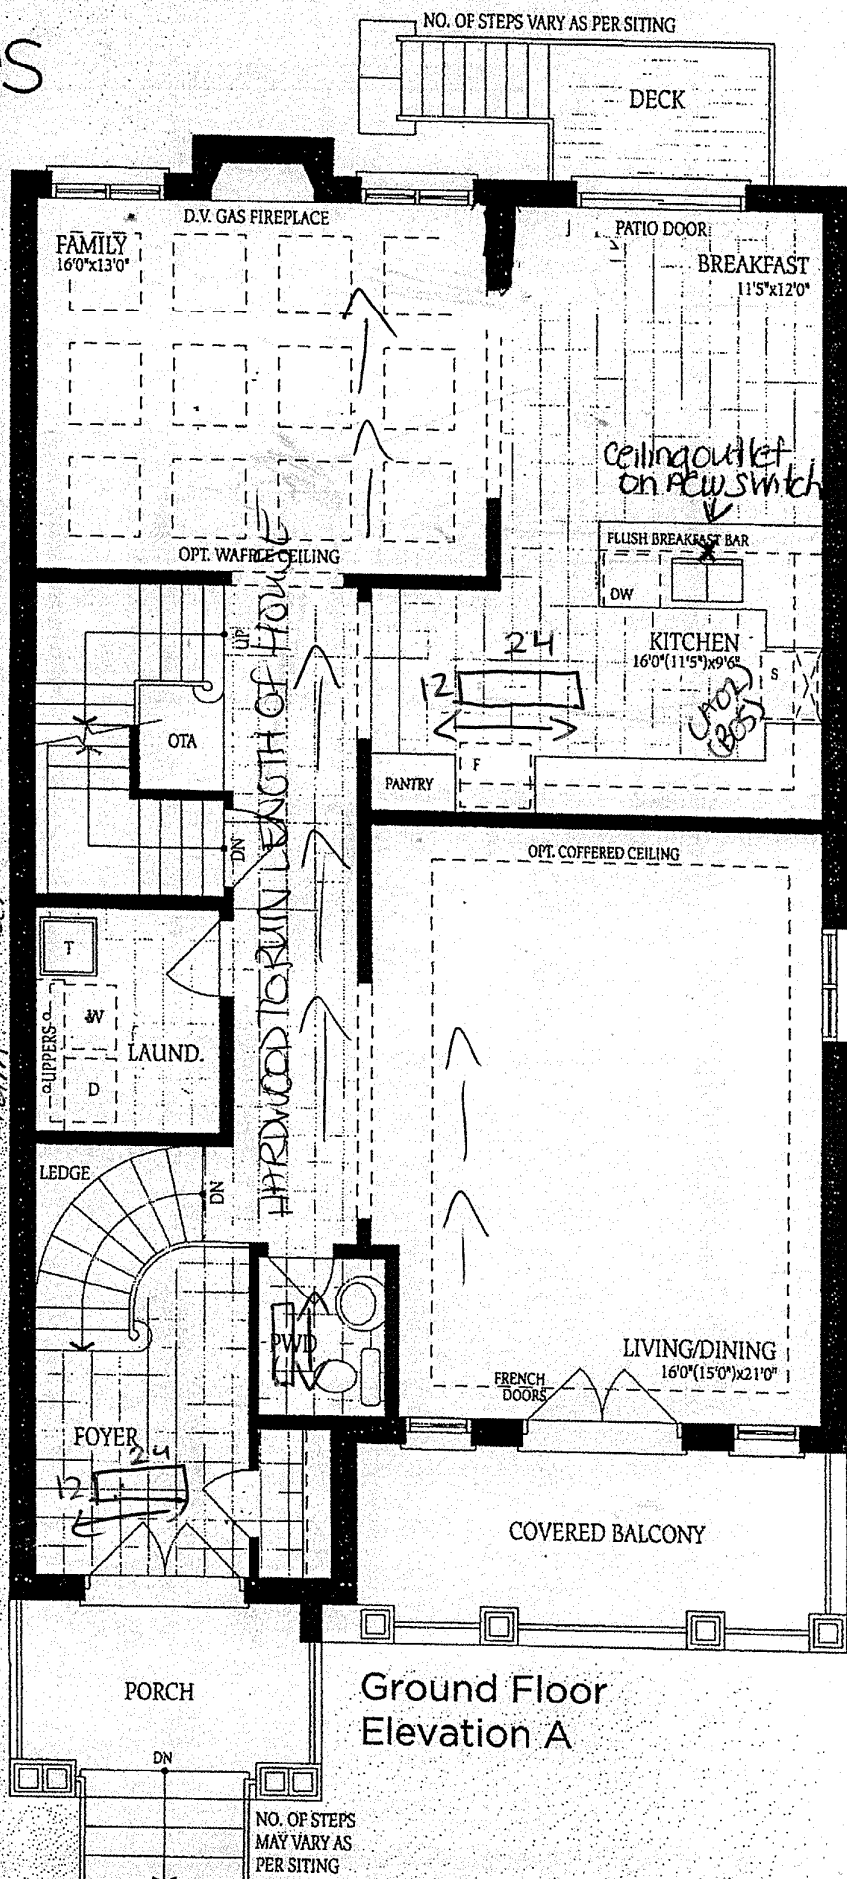 NO. OF STEPS VARY AS PER SITING
DECK
D.V. GAS FIREPLACE
PATIO DOOR
FAMILY
16'0"x13'0"
BREAKFAST
11'5"x12'0"
Ceiling outlet
on
switch
FLUSH BREAKFAST BAR
OPT. WAFFLE CEILING
DW
UP
24
KITCHEN
16'0"(11'5")x9'6"
12
S
(A02)
(B05)
OTA
PANTRY
F
DN
OPT. COFFERED CEILING
HARDWOOD TO RUN LENGTH OF HOUSE
T
W
UPPERS
LAUND.
D
LEDGE
DN
PWD
LIVING/DINING
16'0"(15'0")x21'0"
FRENCH
DOORS
FOYER
24
12
COVERED BALCONY
PORCH
Ground Floor
Elevation A
DN
NO. OF STEPS
MAY VARY AS
PER SITING